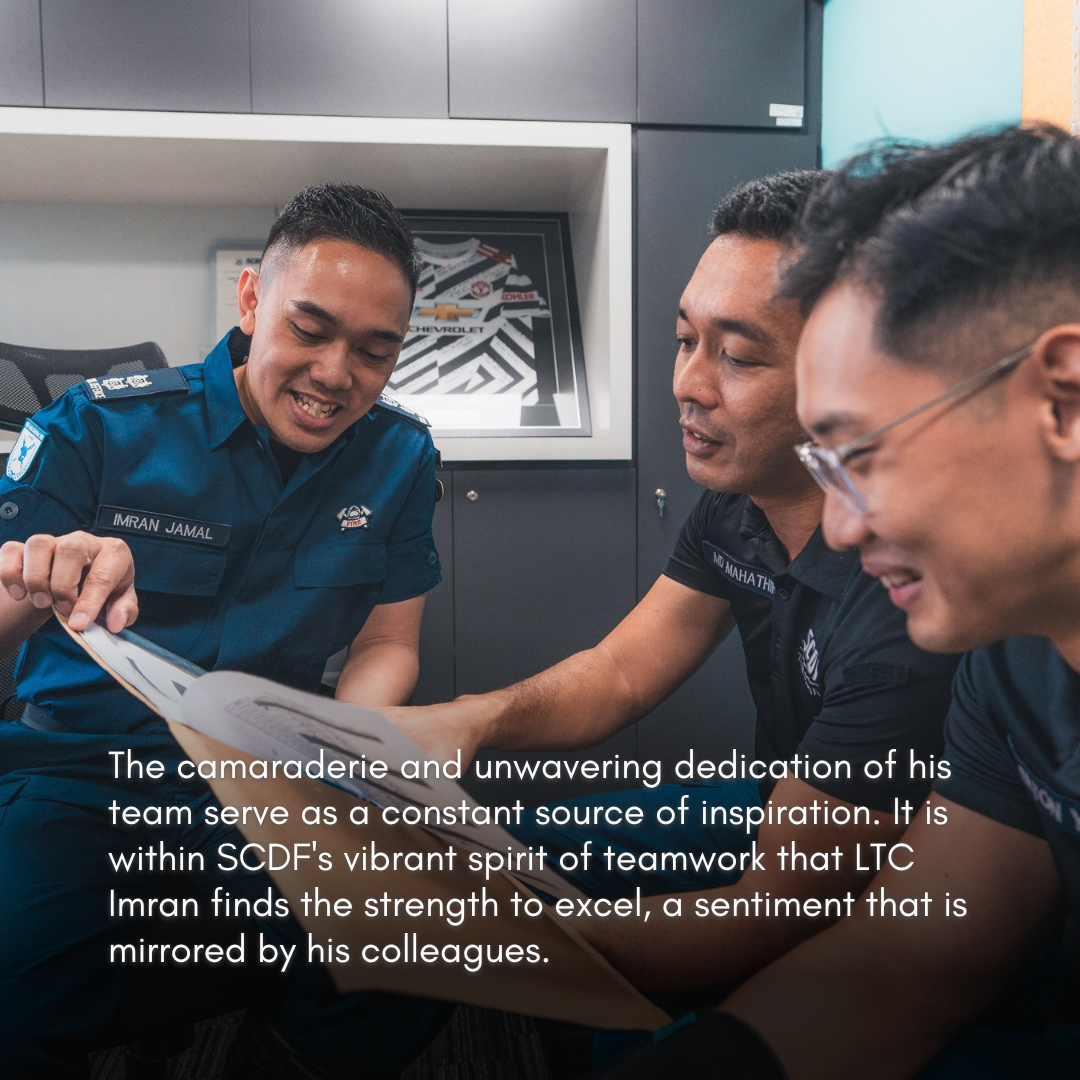 CHEVROLET
KOHLER
IMRAN JAMAL
FIRE
MD MAHATHIR
SCDF
The camaraderie and unwavering dedication of his
team serve as a constant source of inspiration. It is
within SCDF's vibrant spirit of teamwork that LTC
Imran finds the strength to excel, a sentiment that is
mirrored by his colleagues.